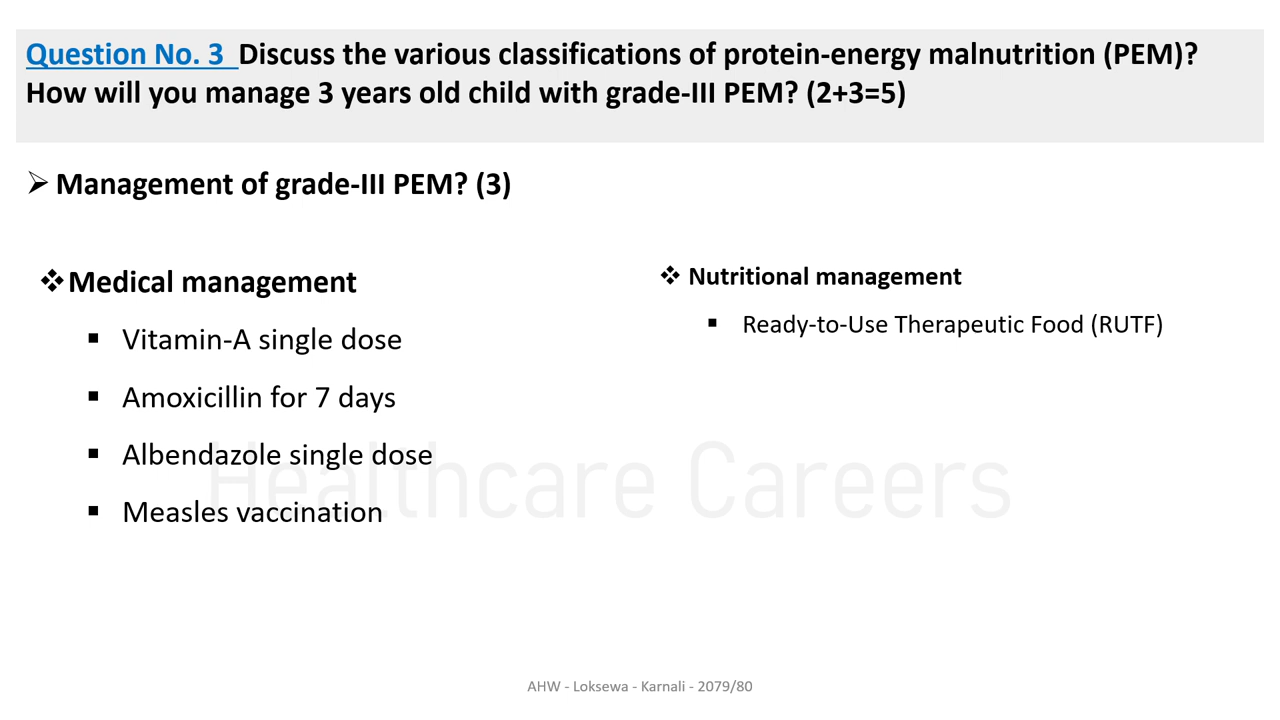 Question No. 3 Discuss the various classifications of protein-energy malnutrition (PEM)?
How will you manage 3 years old child with grade-III PEM? (2+3=5)
➢ Management of grade-III PEM? (3)
❖ Medical management
▪ Vitamin-A single dose
▪ Amoxicillin for 7 days
▪ Albendazole single dose
▪ Measles vaccination
❖ Nutritional management
▪ Ready-to-Use Therapeutic Food (RUTF)
Healthcare Careers
AHW - Loksewa - Karnali - 2079/80